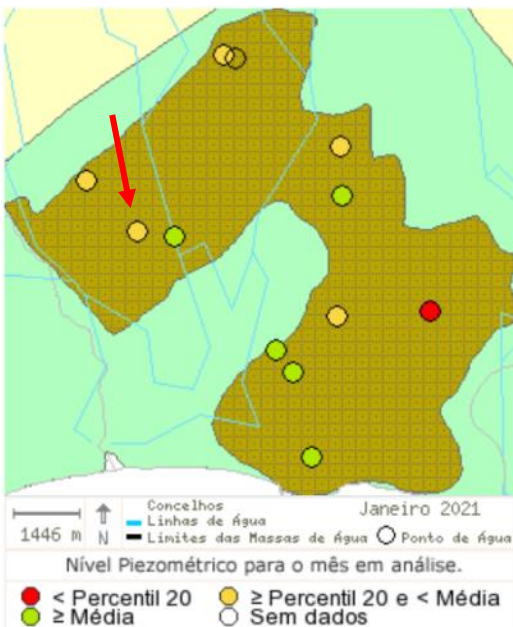 Concelhos
Janeiro 2021
Linhas de Água
1446 m
N
Limites das Massas de Água
Ponto de Água
Nível Piezométrico para o mês em análise.
< Percentil 20
≥ Percentil 20 e < Média
≥ Média
Sem dados